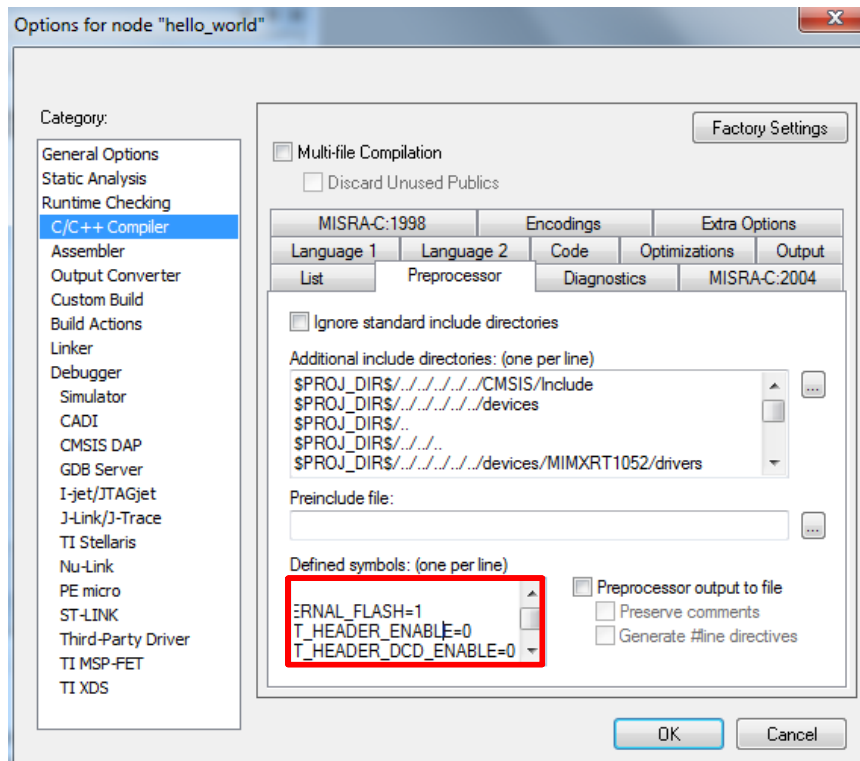 Options for node "hello_world"
Category:
General Options
Static Analysis
Runtime Checking
C/C++ Compiler
Assembler
Output Converter
Custom Build
Build Actions
Linker
Debugger
Simulator
CADI
CMSIS DAP
GDB Server
I-jet/JTAGjet
J-Link/J-Trace
TI Stellaris
Nu-Link
PE micro
ST-LINK
Third-Party Driver
TI MSP-FET
TI XDS
Factory Settings
Multi-file Compilation
Discard Unused Publics
MISRA-C:1998 Encodings Extra Options
Language 1 Language 2 Code Optimizations Output
List Preprocessor Diagnostics MISRA-C:2004
Ignore standard include directories
Additional include directories: (one per line)
$PROJ_DIR$/../../../../../CMSIS/Include
$PROJ_DIR$/../../../../../devices
$PROJ_DIR$/..
$PROJ_DIR$/../../..
$PROJ_DIR$/../../../../../devices/MIMXRT1052/drivers
...
Preinclude file:
...
Defined symbols: (one per line)
ERNAL_FLASH=1
T_HEADER_ENABLE=0
T_HEADER_DCD_ENABLE=0
Preprocessor output to file
Preserve comments
Generate #line directives
OK Cancel